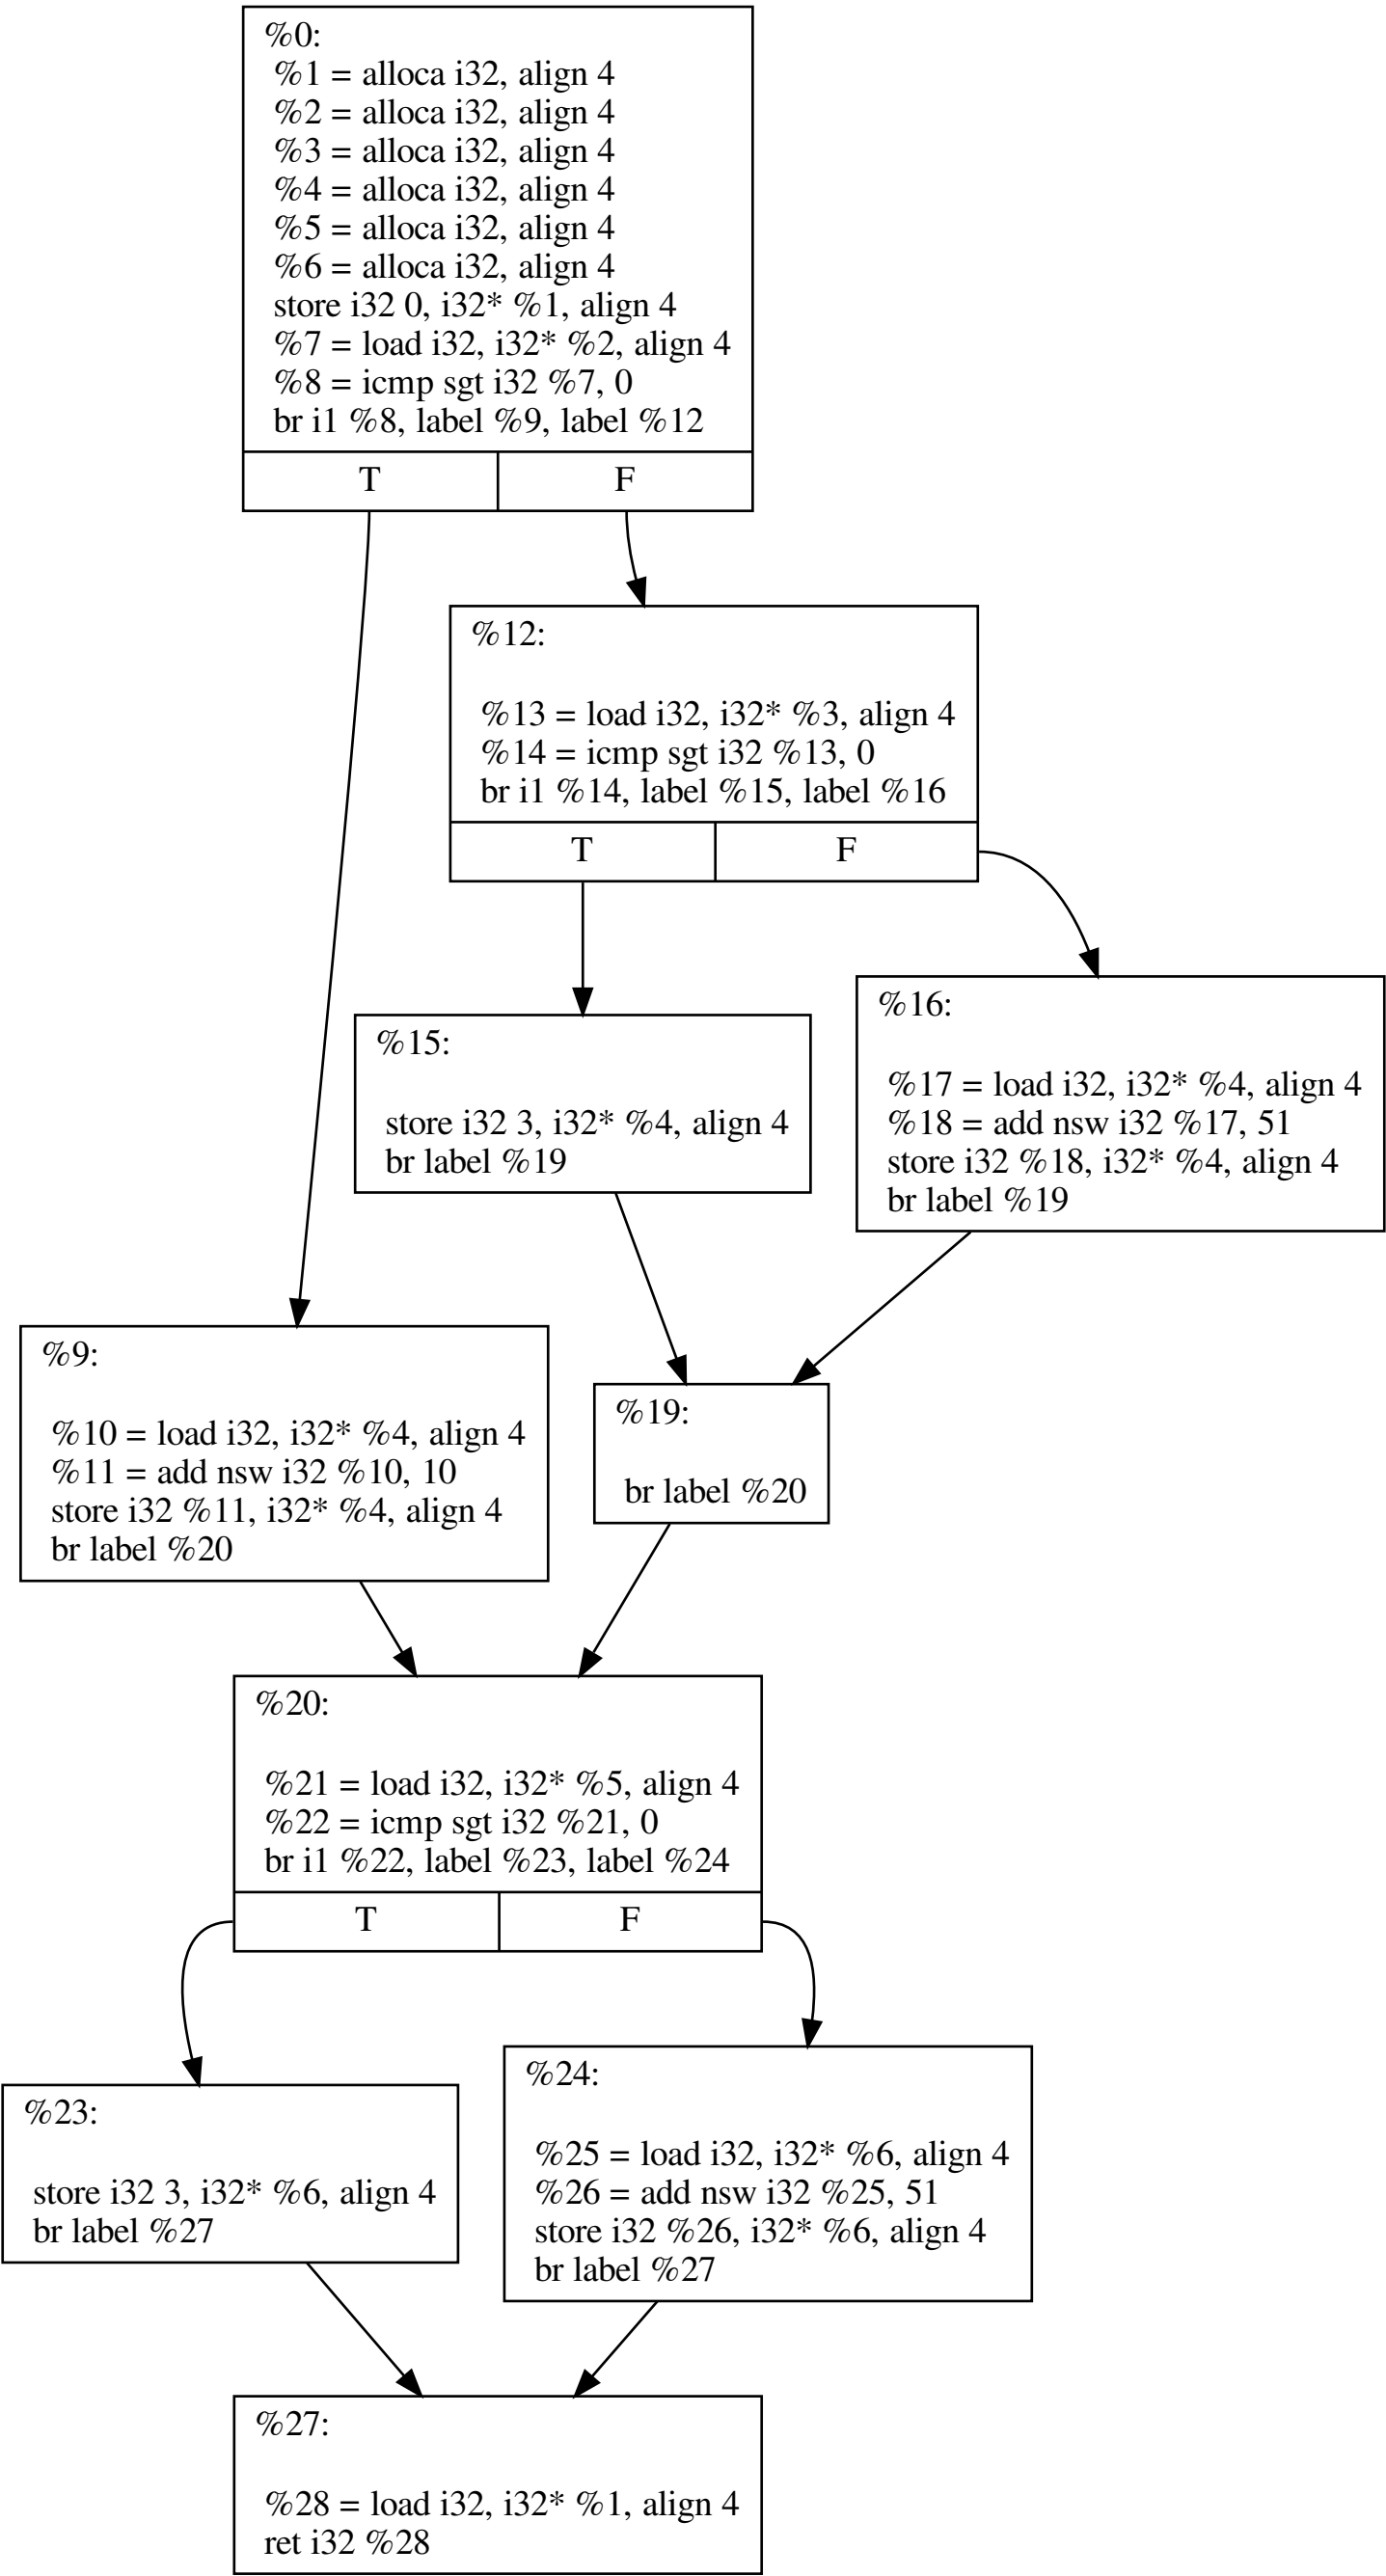 %0:
%1 = alloca i32, align 4
%2 = alloca i32, align 4
%3 = alloca i32, align 4
%4 = alloca i32, align 4
%5 = alloca i32, align 4
%6 = alloca i32, align 4
store i32 0, i32* %1, align 4
%7 = load i32, i32* %2, align 4
%8 = icmp sgt i32 %7, 0
br i1 %8, label %9, label %12
T
F
%12:
%13 = load i32, i32* %3, align 4
%14 = icmp sgt i32 %13, 0
br i1 %14, label %15, label %16
T
F
%15:
store i32 3, i32* %4, align 4
br label %19
%16:
%17 = load i32, i32* %4, align 4
%18 = add nsw i32 %17, 51
store i32 %18, i32* %4, align 4
br label %19
%9:
%10 = load i32, i32* %4, align 4
%11 = add nsw i32 %10, 10
store i32 %11, i32* %4, align 4
br label %20
%19:
br label %20
%20:
%21 = load i32, i32* %5, align 4
%22 = icmp sgt i32 %21, 0
br i1 %22, label %23, label %24
T
F
%23:
store i32 3, i32* %6, align 4
br label %27
%24:
%25 = load i32, i32* %6, align 4
%26 = add nsw i32 %25, 51
store i32 %26, i32* %6, align 4
br label %27
%27:
%28 = load i32, i32* %1, align 4
ret i32 %28